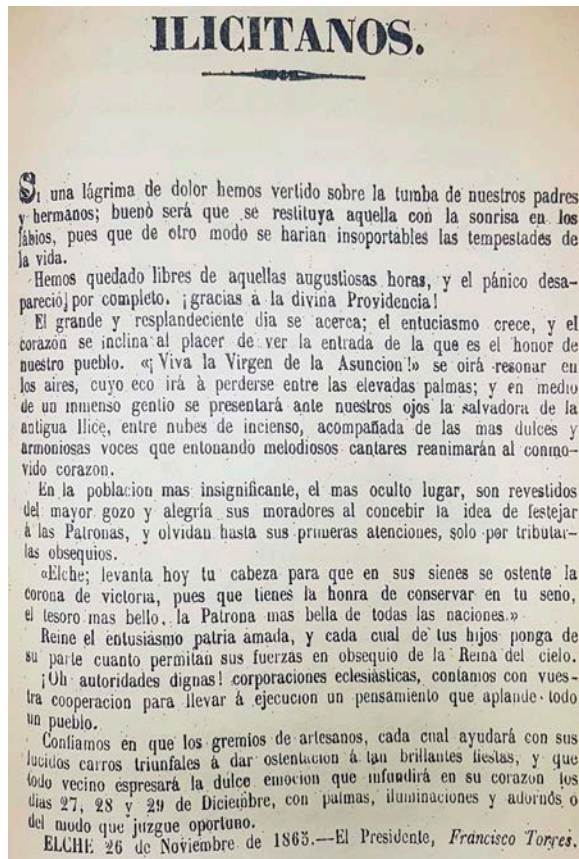 ILICITANOS.
Si una lágrima de dolor hemos vertido sobre la tumba de nuestros padres
y hermanos; bueno será que se restituya aquella con la sonrisa en los
lábios, pues que de otro modo se harian insoportables las tempestades de
la vida.
Hemos quedado libres de aquellas augustiosas horas, y el pánico desa-
pareció por completo. ¡gracias á la divina Providencia!
El grande y resplandeciente dia se acerca; el entuciasmo crece, y el
corazón se inclina al placer de ver la entrada de la que es el honor de
nuestro pueblo. «¡Viva la Virgen de la Asuncion!» se oirá resonar en
los aires, cuyo eco irá á perderse entre las elevadas palmas; y en medio
de un inmenso gentio se presentará ante nuestros ojos la salvadora de la
antigua Ilice, entre nubes de incienso, acompañada de las mas dulces y
armoniosas voces que entonando melodiosos cantares reanimarán al conmo-
vido corazon.
En la poblacion mas insignificante, el mas oculto lugar, son revestidos
del mayor gozo y alegría sus moradores al concebir la idea de festejar
á las Patronas, y olvidan hasta sus primeras atenciones, solo por tributar-
las obsequios.
«Elche; levanta hoy tu cabeza para que en sus sienes se ostente la
corona de victoria, pues que tienes la honra de conservar en tu seno,
el tesoro mas bello, la Patrona mas bella de todas las naciones.»
Reine el entusiasmo patria amada, y cada cual de tus hijos ponga de
su parte cuanto permitan sus fuerzas en obsequio de la Reina del cielo.
¡Oh autoridades dignas! corporaciones eclesiásticas, contamos con vues-
tra cooperacion para llevar á ejecucion un pensamiento que aplaude todo
un pueblo.
Confiamos en que los gremios de artesanos, cada cual ayudará con sus
lucidos carros triunfales á dar ostentacion á tan brillantes fiestas, y que
todo vecino espresará la dulce emocion que infundirá en su corazon los
dias 27, 28 y 29 de Diciembre, con palmas, iluminaciones y adornos ó
del modo que juzgue oportuno.
ELCHE 26 de Noviembre de 1865.—El Presidente, Francisco Torres.